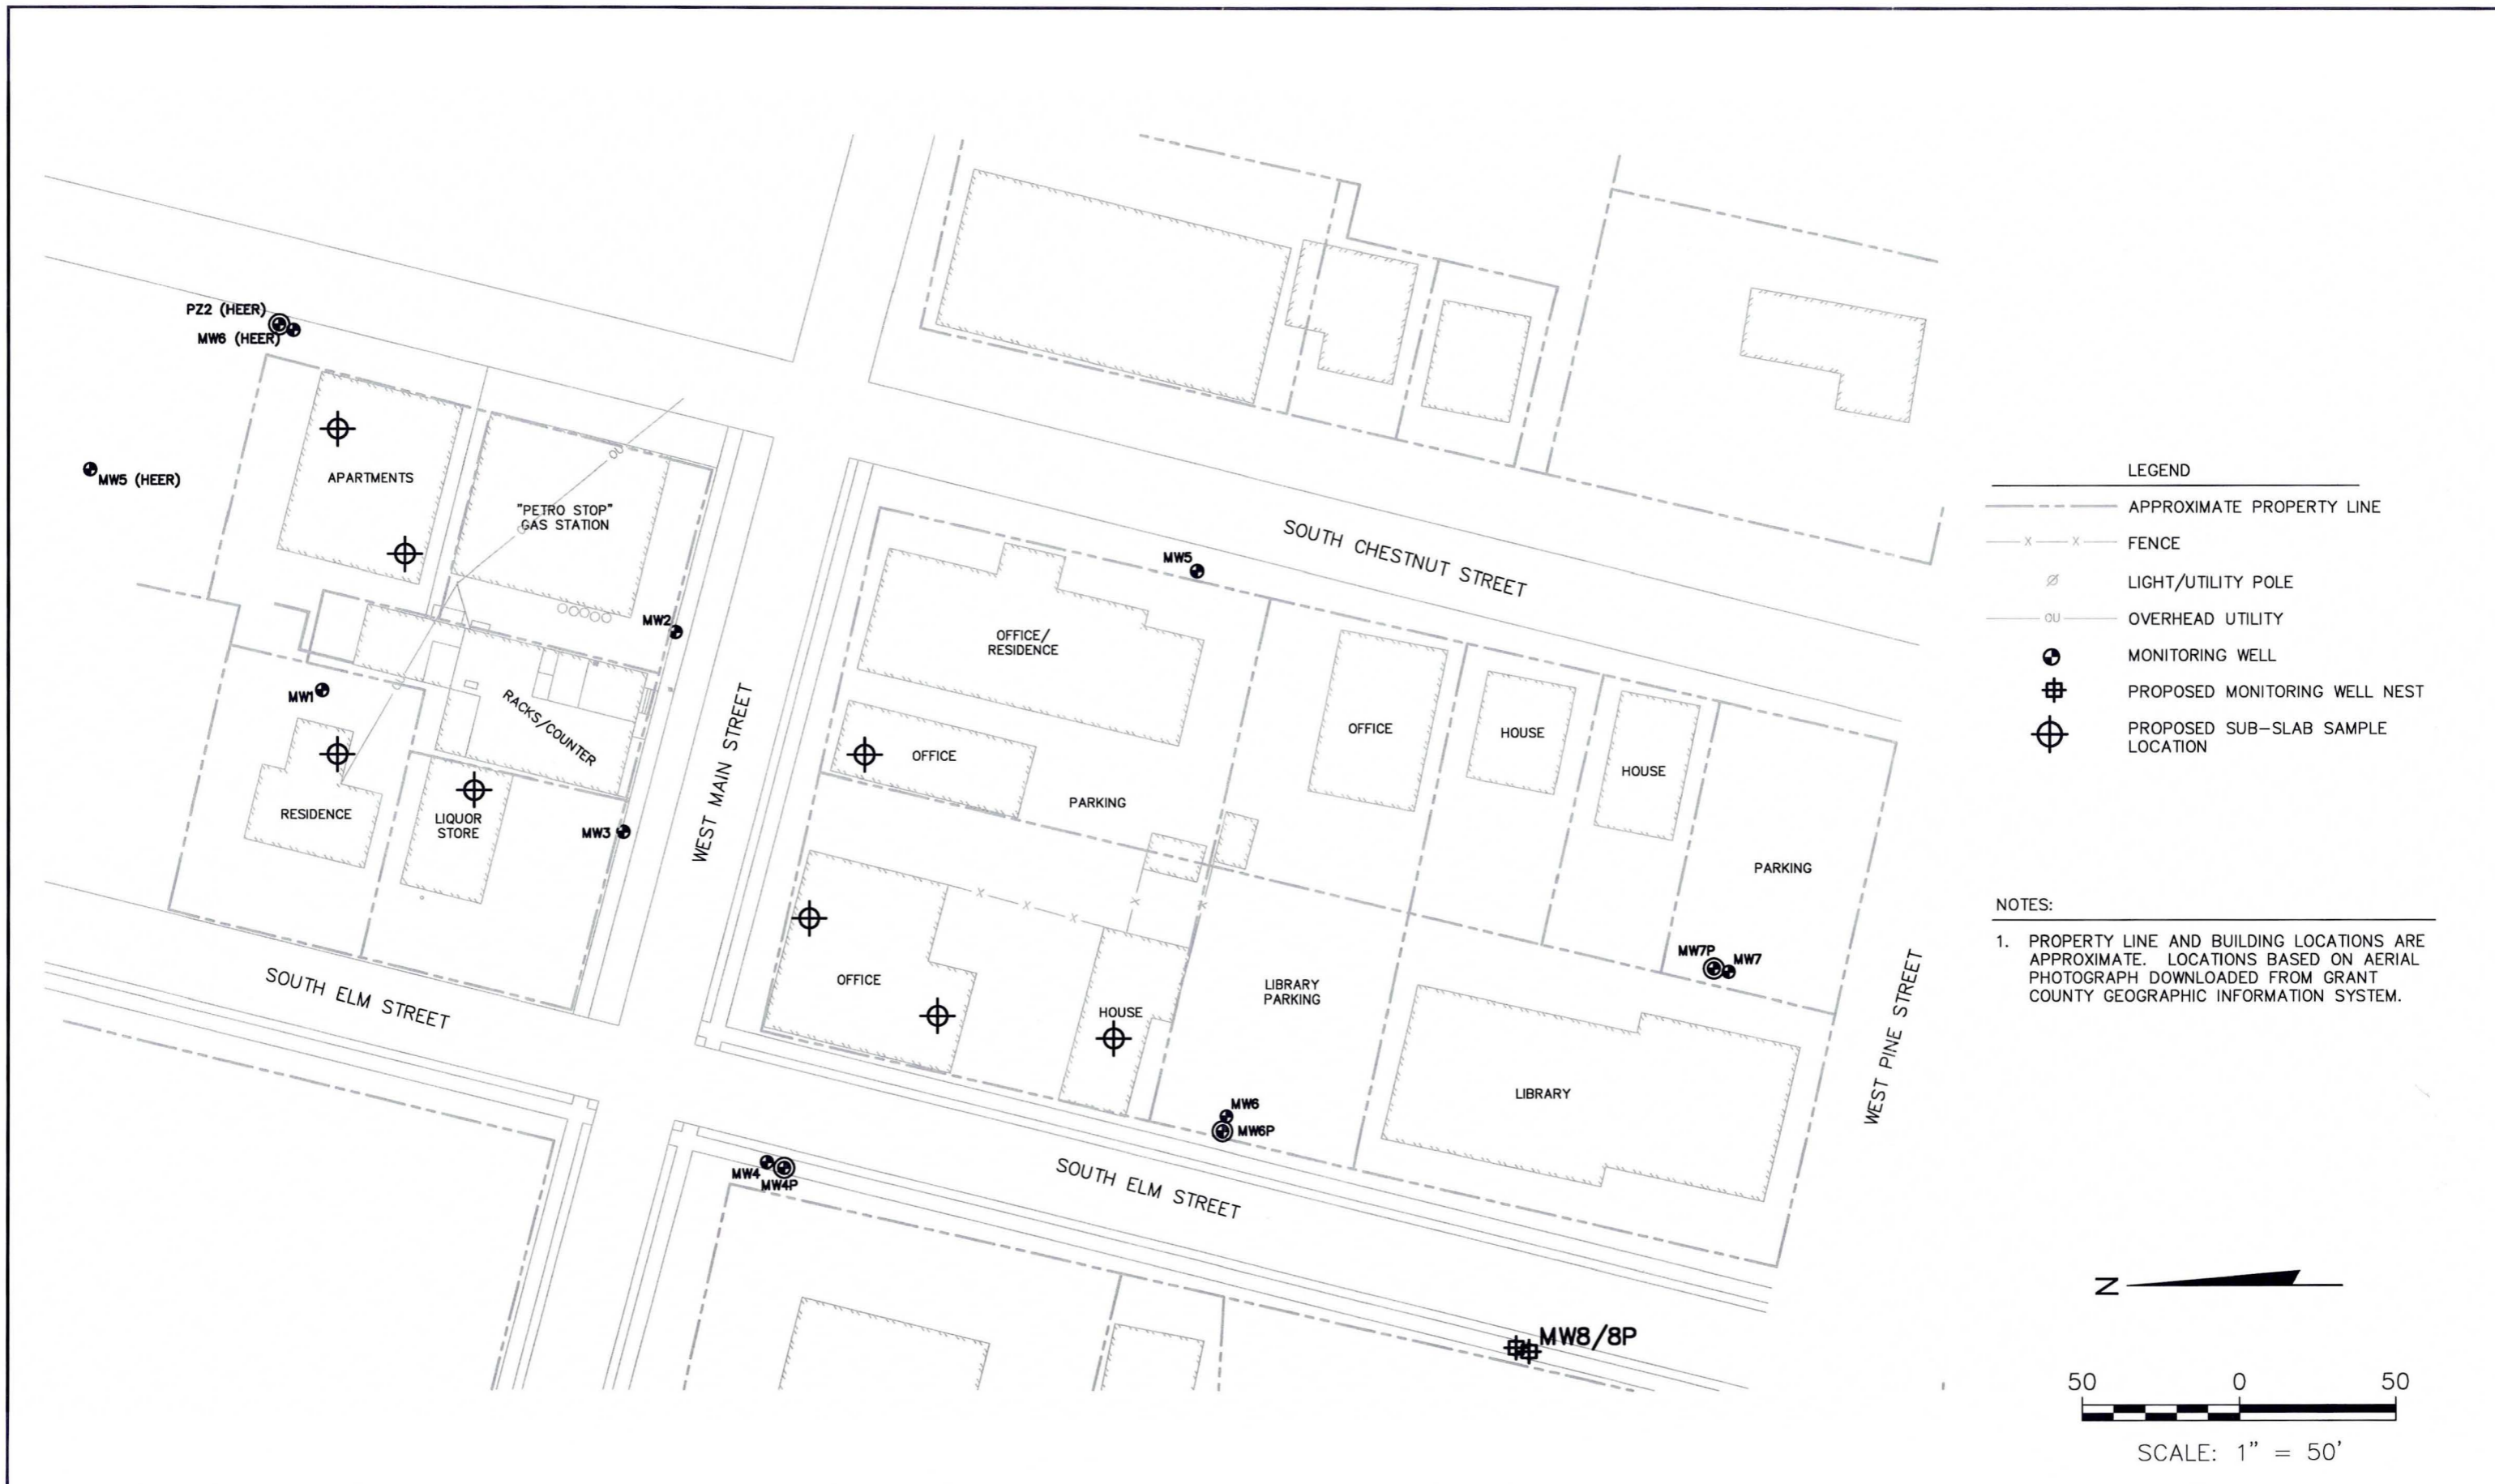 PZ2 (HEER)
MW6 (HEER)
MW5 (HEER)
APARTMENTS
"PETRO STOP"
GAS STATION
OU
MW2
MW1
RACKS/COUNTER
RESIDENCE
LIQUOR
STORE
MW3
WEST MAIN STREET
SOUTH ELM STREET
SOUTH CHESTNUT STREET
MW5
OFFICE/
RESIDENCE
OFFICE
PARKING
OFFICE
HOUSE
HOUSE
PARKING
X X X X X
OFFICE
HOUSE
LIBRARY
PARKING
MW7P
MW7
LIBRARY
WEST PINE STREET
MW6
MW6P
MW4
MW4P
SOUTH ELM STREET
MW8/8P
LEGEND
APPROXIMATE PROPERTY LINE
X X FENCE
LIGHT/UTILITY POLE
OU OVERHEAD UTILITY
MONITORING WELL
PROPOSED MONITORING WELL NEST
PROPOSED SUB-SLAB SAMPLE
LOCATION
NOTES:
1. PROPERTY LINE AND BUILDING LOCATIONS ARE
APPROXIMATE. LOCATIONS BASED ON AERIAL
PHOTOGRAPH DOWNLOADED FROM GRANT
COUNTY GEOGRAPHIC INFORMATION SYSTEM.
N
50 0 50
SCALE: 1" = 50'